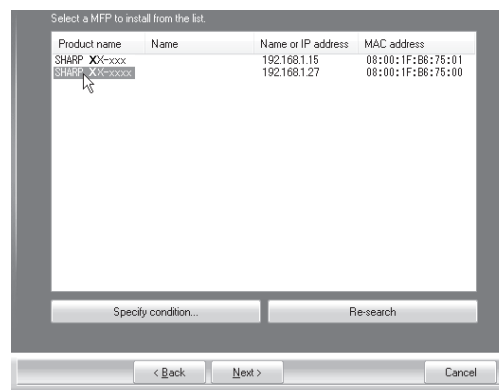 Select a MFP to install from the list.
Product name Name Name or IP address MAC address
SHARP XX-xxx 192.168.1.15 08:00:1F:B6:75:01
SHARP XX-xxxx 192.168.1.27 08:00:1F:B6:75:00
Specify condition... Re-search
< Back Next > Cancel